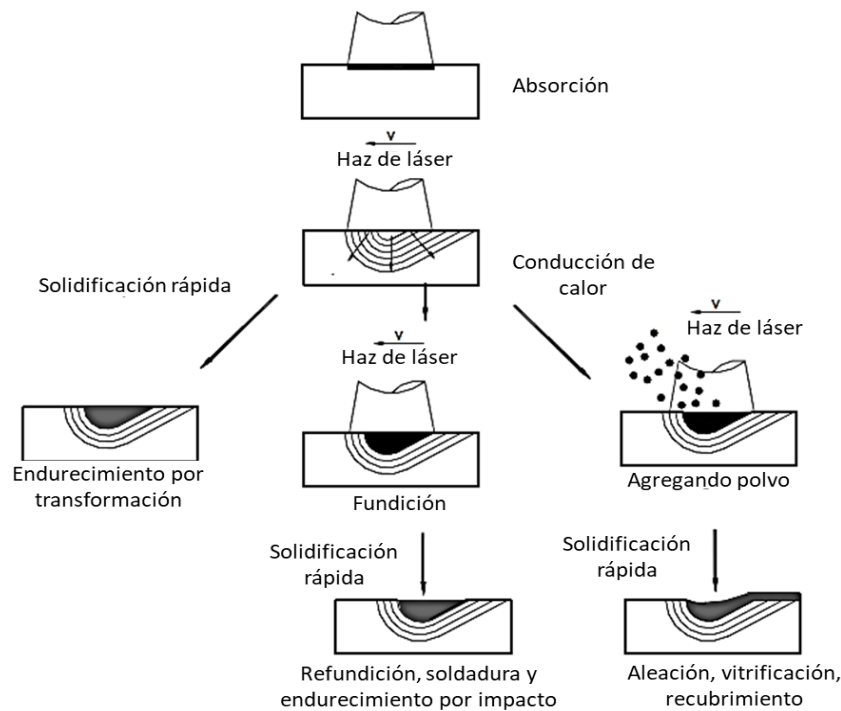 Absorción
v
Haz de láser
Conducción de
calor
Solidificación rápida
v
Haz de láser
v
Haz de láser
Endurecimiento por
transformación
Fundición
Agregando polvo
Solidificación
rápida
Solidificación
rápida
Refundición, soldadura y
endurecimiento por impacto
Aleación, vitrificación,
recubrimiento